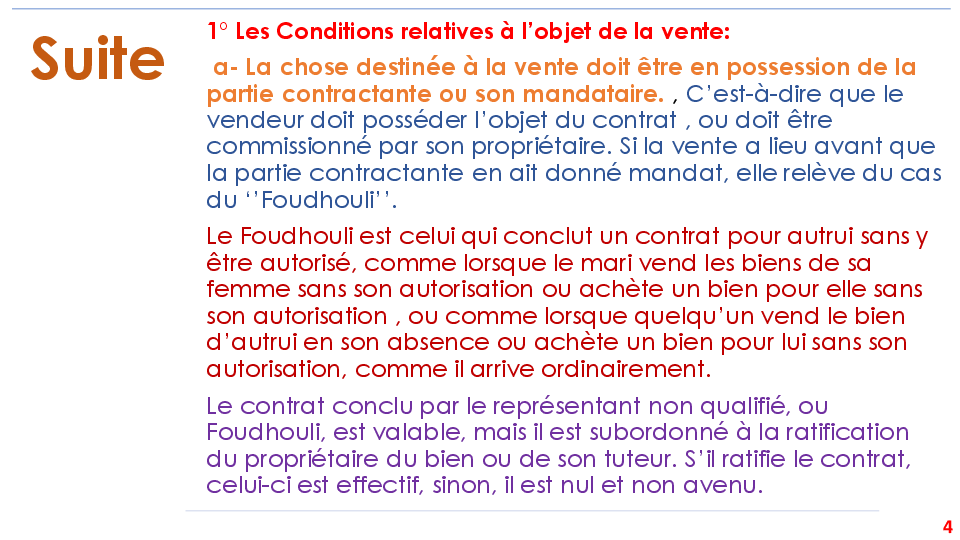 Suite
1° Les Conditions relatives à l’objet de la vente:
a- La chose destinée à la vente doit être en possession de la
partie contractante ou son mandataire. , C’est-à-dire que le
vendeur doit posséder l’objet du contrat , ou doit être
commissionné par son propriétaire. Si la vente a lieu avant que
la partie contractante en ait donné mandat, elle relève du cas
du ‘’Foudhouli’’.
Le Foudhouli est celui qui conclut un contrat pour autrui sans y
être autorisé, comme lorsque le mari vend les biens de sa
femme sans son autorisation ou achète un bien pour elle sans
son autorisation , ou comme lorsque quelqu’un vend le bien
d’autrui en son absence ou achète un bien pour lui sans son
autorisation, comme il arrive ordinairement.
Le contrat conclu par le représentant non qualifié, ou
Foudhouli, est valable, mais il est subordonné à la ratification
du propriétaire du bien ou de son tuteur. S’il ratifie le contrat,
celui-ci est effectif, sinon, il est nul et non avenu.
4